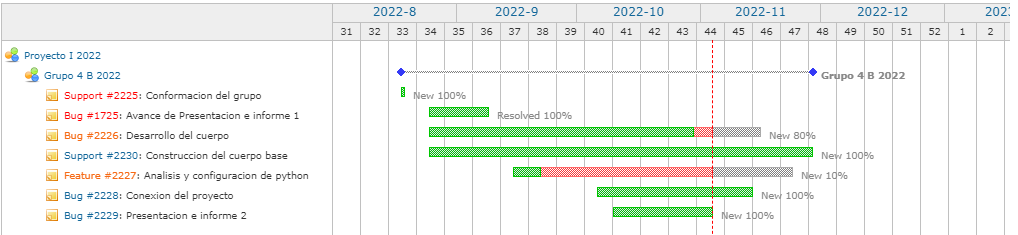 2022-8 2022-9 2022-10 2022-11 2022-12 2023
31 32 33 34 35 36 37 38 39 40 41 42 43 44 45 46 47 48 49 50 51 52 1 2
Proyecto I 2022
Grupo 4 B 2022 Grupo 4 B 2022
Support #2225: Conformacion del grupo New 100%
Bug #1725: Avance de Presentacion e informe 1 Resolved 100%
Bug #2226: Desarrollo del cuerpo New 80%
Support #2230: Construccion del cuerpo base New 100%
Feature #2227: Analisis y configuracion de python New 10%
Bug #2228: Conexion del proyecto New 100%
Bug #2229: Presentacion e informe 2 New 100%